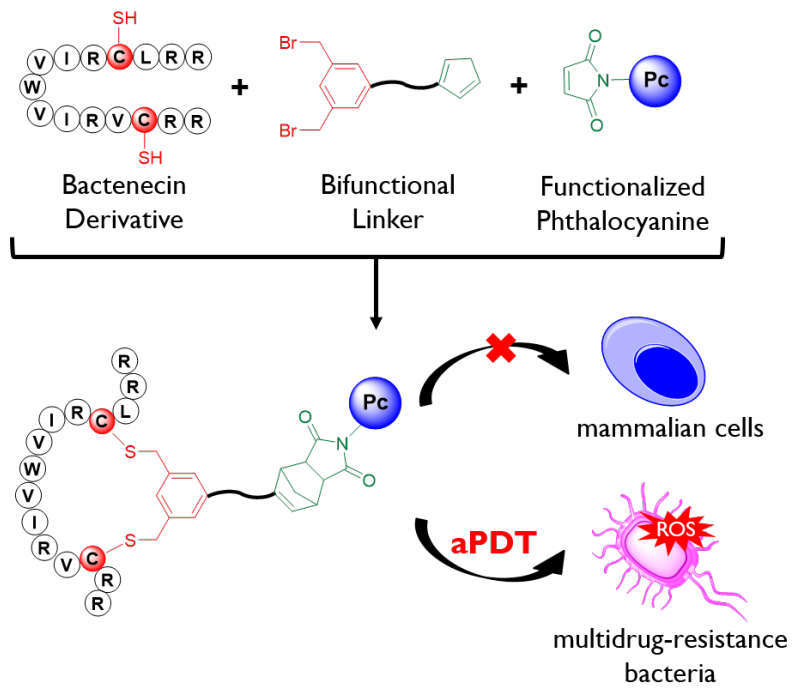 SH
V I R C L R R
W
V I R V C R R
SH
+
Br
Br
+
O
N
O
Pc
Bactenecin
Derivative
Bifunctional
Linker
Functionalized
Phthalocyanine
R
R
V I R C L
W
V
I
R
V C R
R
S
S
O
N
O
Pc
mammalian cells
aPDT
ROS
multidrug-resistance
bacteria